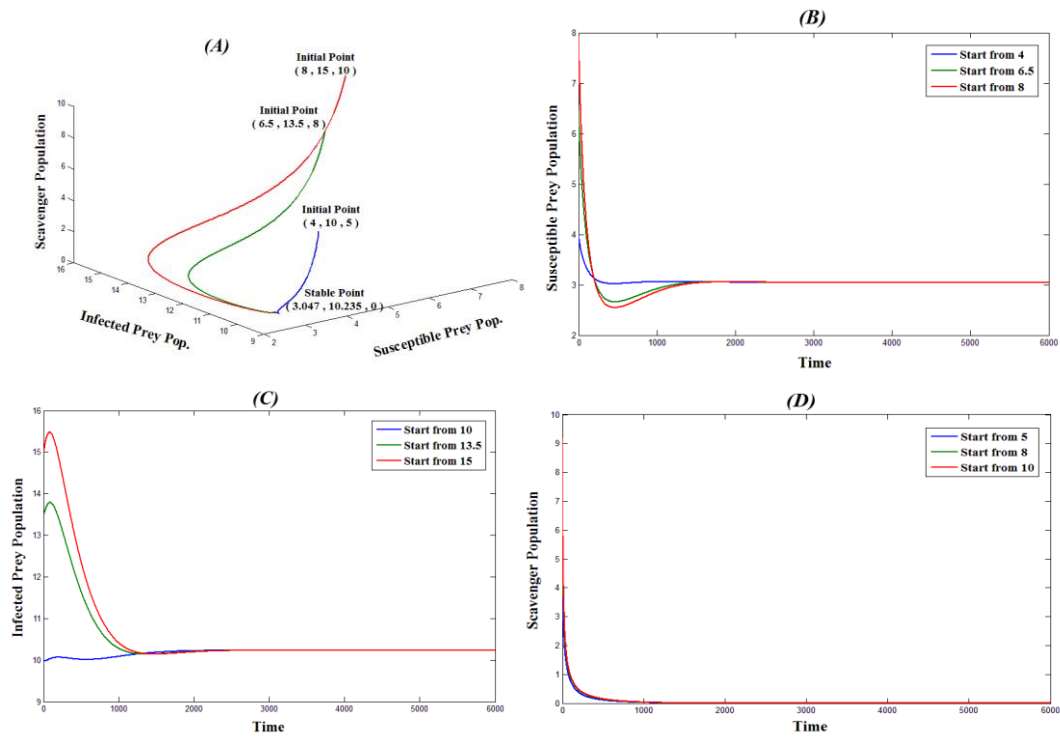 (A)
Initial Point
( 8 , 15 , 10 )
Initial Point
( 6.5 , 13.5 , 8 )
Initial Point
( 4 , 10 , 5 )
Stable Point
( 3.047 , 10.235 , 0 )
Scavenger Population
10
8
6
4
2
0
16
15
14
13
12
11
10
9
Infected Prey Pop.
2
3
4
5
6
7
8
Susceptible Prey Pop.
(B)
Start from 4
Start from 6.5
Start from 8
Susceptible Prey Population
8
7
6
5
4
3
2
0
1000
2000
3000
4000
5000
6000
Time
(C)
Start from 10
Start from 13.5
Start from 15
Infected Prey Population
16
15
14
13
12
11
10
9
0
1000
2000
3000
4000
5000
6000
Time
(D)
Start from 5
Start from 8
Start from 10
Scavenger Population
10
9
8
7
6
5
4
3
2
1
0
0
1000
2000
3000
4000
5000
6000
Time